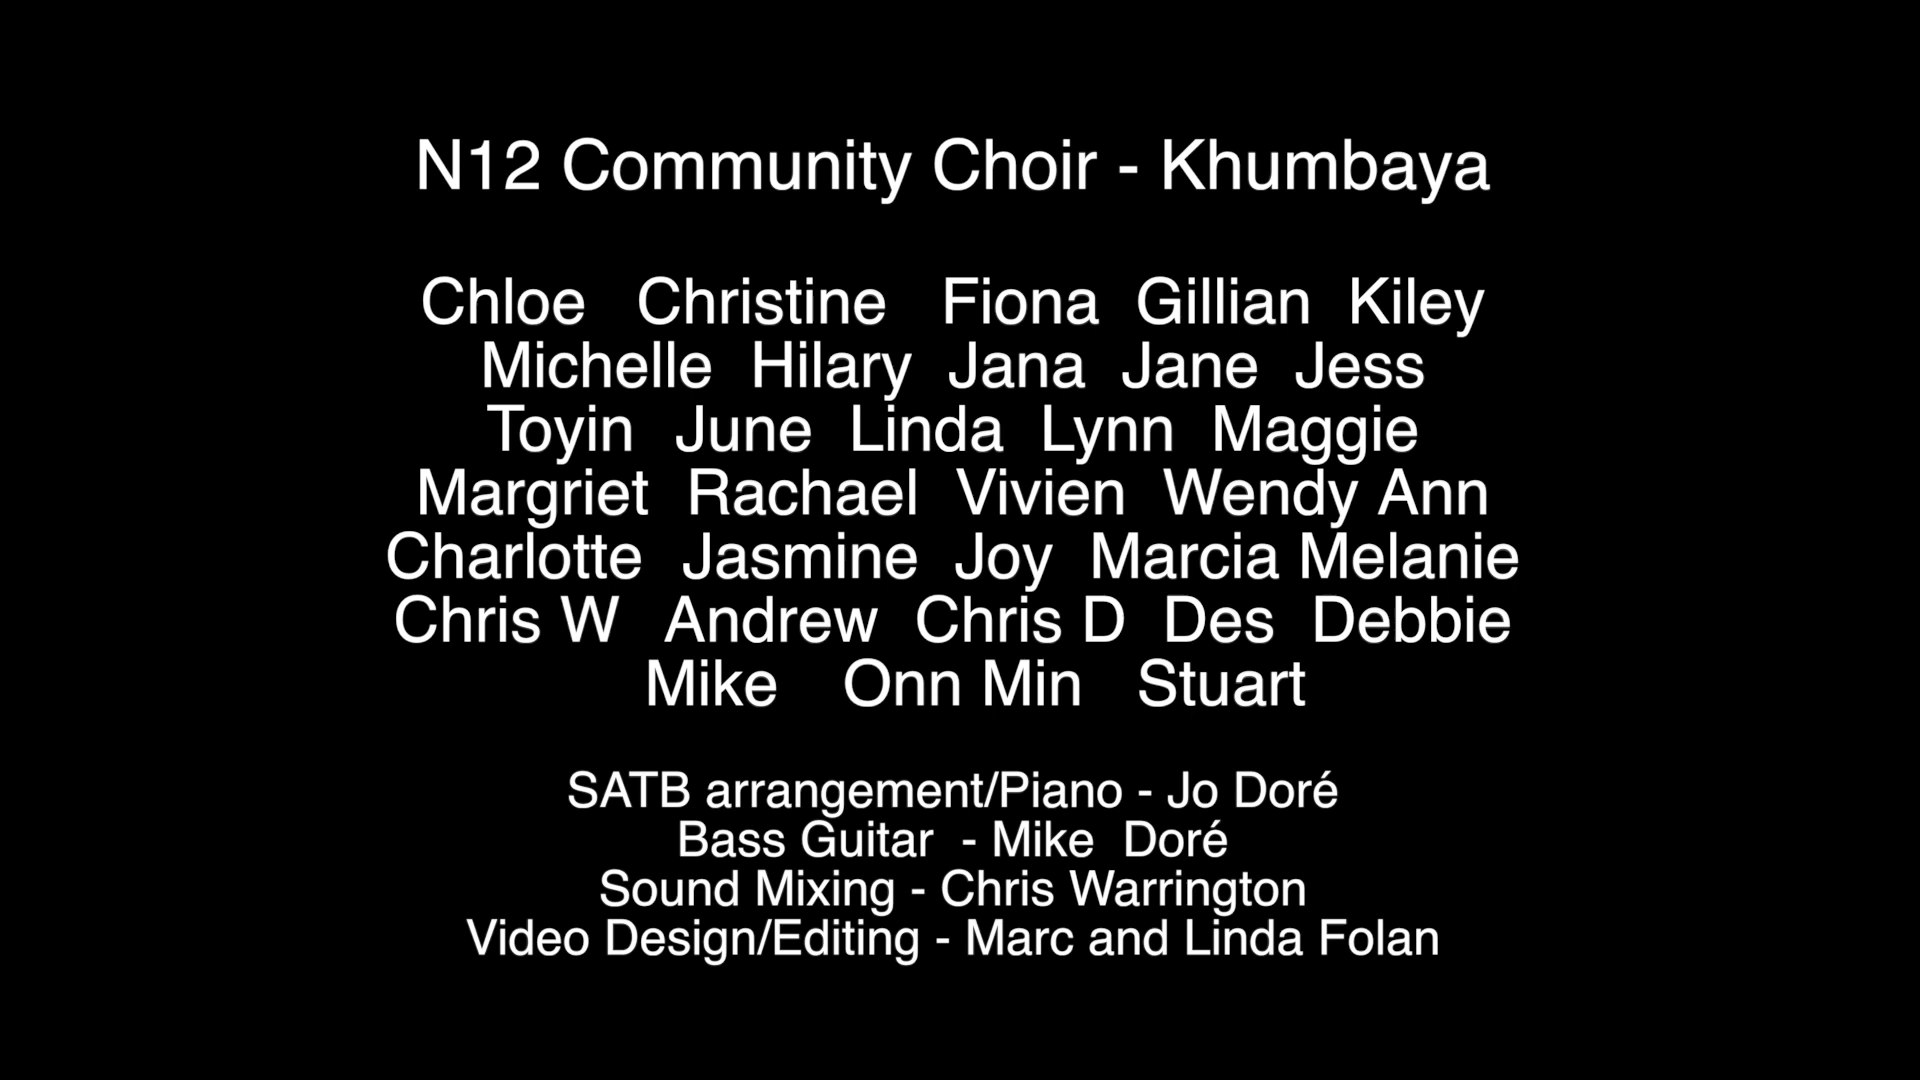 N12 Community Choir - Khumbaya
Chloe Christine Fiona Gillian Kiley
Michelle Hilary Jana Jane Jess
Toyin June Linda Lynn Maggie
Margriet Rachael Vivien Wendy Ann
Charlotte Jasmine Joy Marcia Melanie
Chris W Andrew Chris D Des Debbie
Mike Onn Min Stuart
SATB arrangement/Piano - Jo Doré
Bass Guitar - Mike Doré
Sound Mixing - Chris Warrington
Video Design/Editing - Marc and Linda Folan